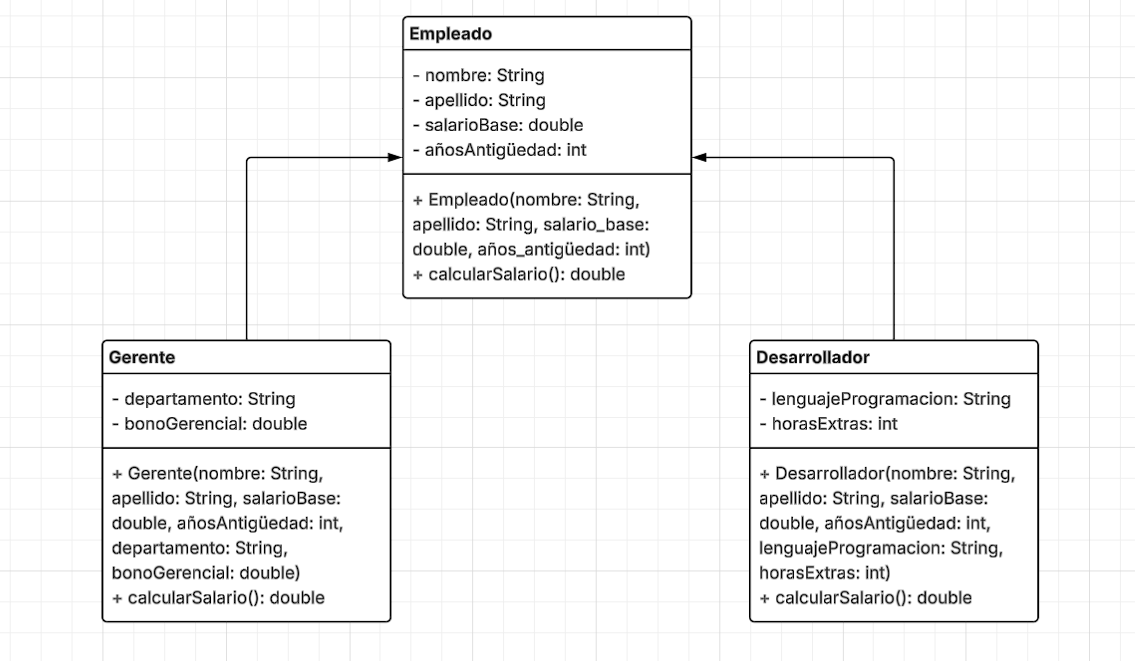 Empleado
- nombre: String
- apellido: String
- salarioBase: double
- añosAntigüedad: int
+ Empleado(nombre: String,
apellido: String, salario_base:
double, años_antigüedad: int)
+ calcularSalario(): double
Gerente
- departamento: String
- bonoGerencial: double
+ Gerente(nombre: String,
apellido: String, salarioBase:
double, añosAntigüedad: int,
departamento: String,
bonoGerencial: double)
+ calcularSalario(): double
Desarrollador
- lenguajeProgramacion: String
- horasExtras: int
+ Desarrollador(nombre: String,
apellido: String, salarioBase:
double, añosAntigüedad: int,
lenguajeProgramacion: String,
horasExtras: int)
+ calcularSalario(): double